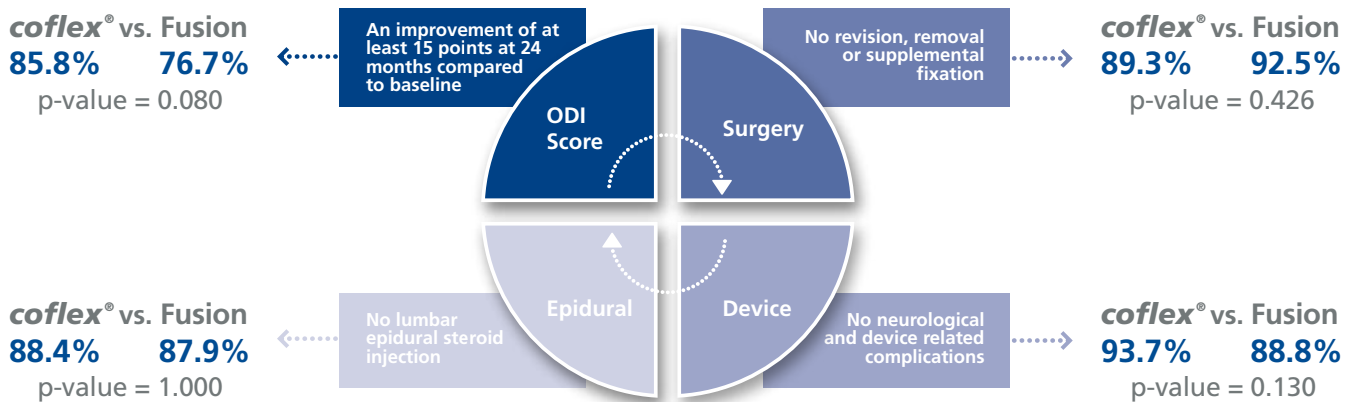 coflex® vs. Fusion
85.8% 76.7%
p-value = 0.080
An improvement of at
least 15 points at 24
months compared
to baseline
ODI
Score
No revision, removal
or supplemental
fixation
Surgery
coflex® vs. Fusion
89.3% 92.5%
p-value = 0.426
coflex® vs. Fusion
88.4% 87.9%
p-value = 1.000
No lumbar
epidural steroid
injection
Epidural
Device
No neurological
and device related
complications
coflex® vs. Fusion
93.7% 88.8%
p-value = 0.130